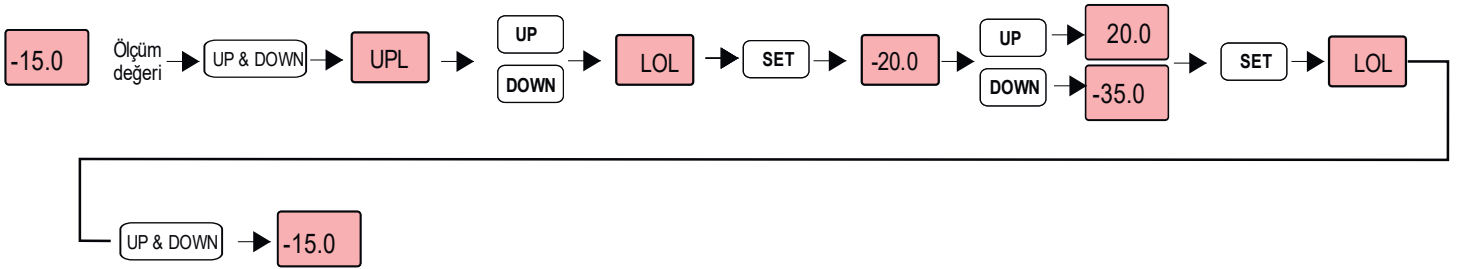 -15.0
Ölçüm
değeri
UP & DOWN
UPL
UP
DOWN
LOL
SET
-20.0
UP
DOWN
20.0
-35.0
SET
LOL
UP & DOWN
-15.0